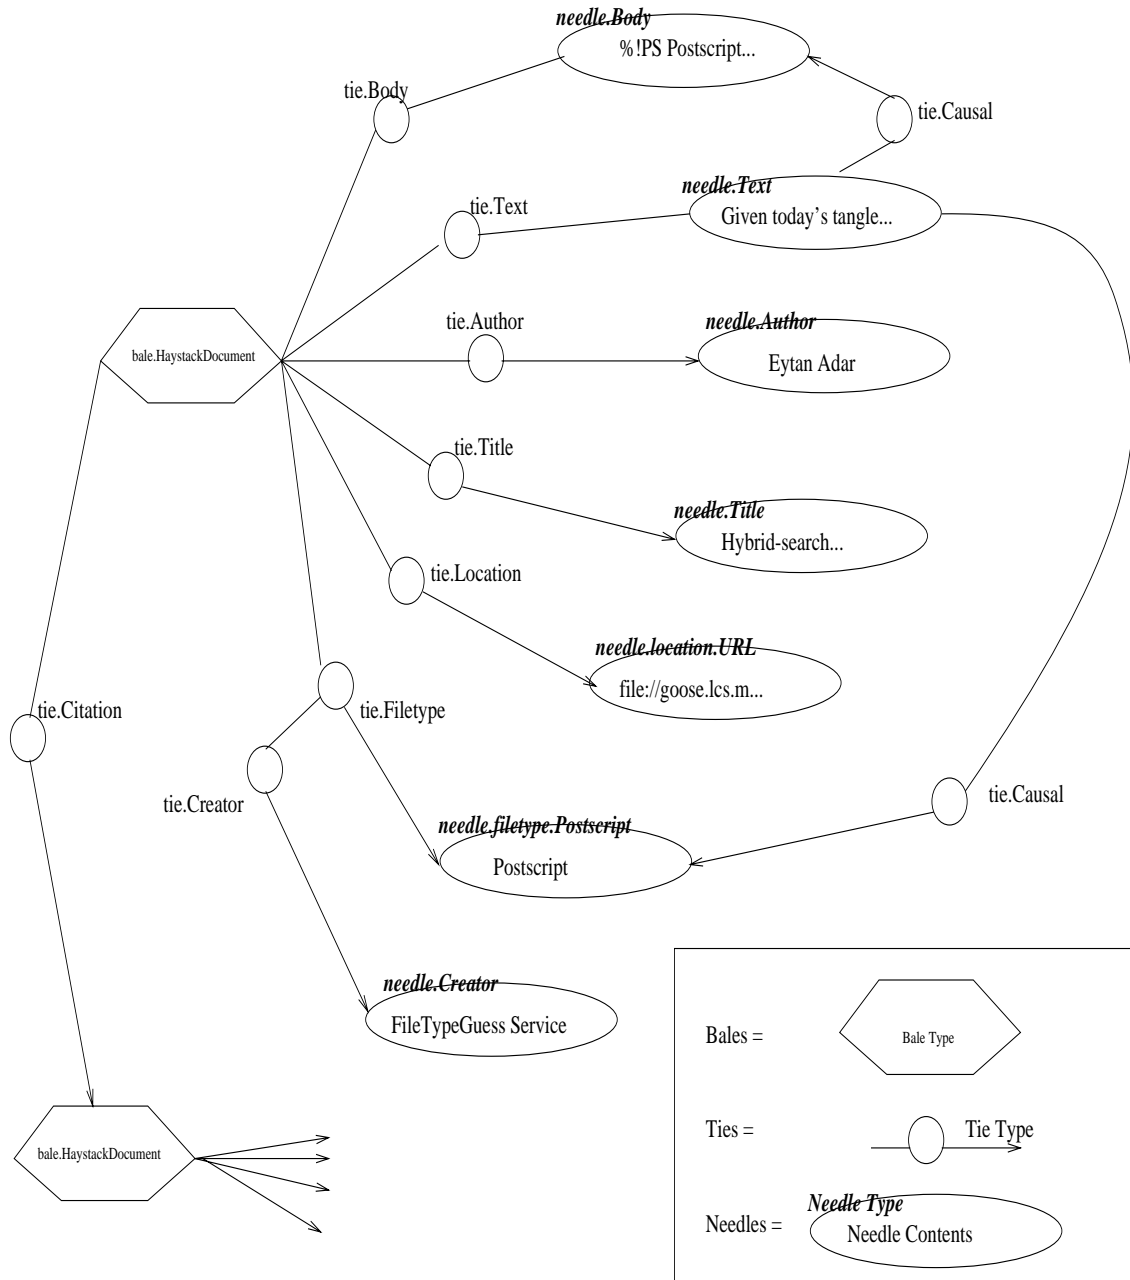 needle.Body
%!PS Postscript...
tie.Body
tie.Causal
needle.Text
tie.Text
Given today's tangle...
tie.Author
needle.Author
bale.HaystackDocument
Eytan Adar
tie.Title
needle.Title
Hybrid-search...
tie.Location
needle.location.URL
file://goose.lcs.m...
tie.Citation
tie.Filetype
tie.Creator
tie.Causal
needle.filetype.Postscript
Postscript
needle.Creator
FileTypeGuess Service
bale.HaystackDocument
Bales =
Bale Type
Ties =
Tie Type
Needle Type
Needles =
Needle Contents